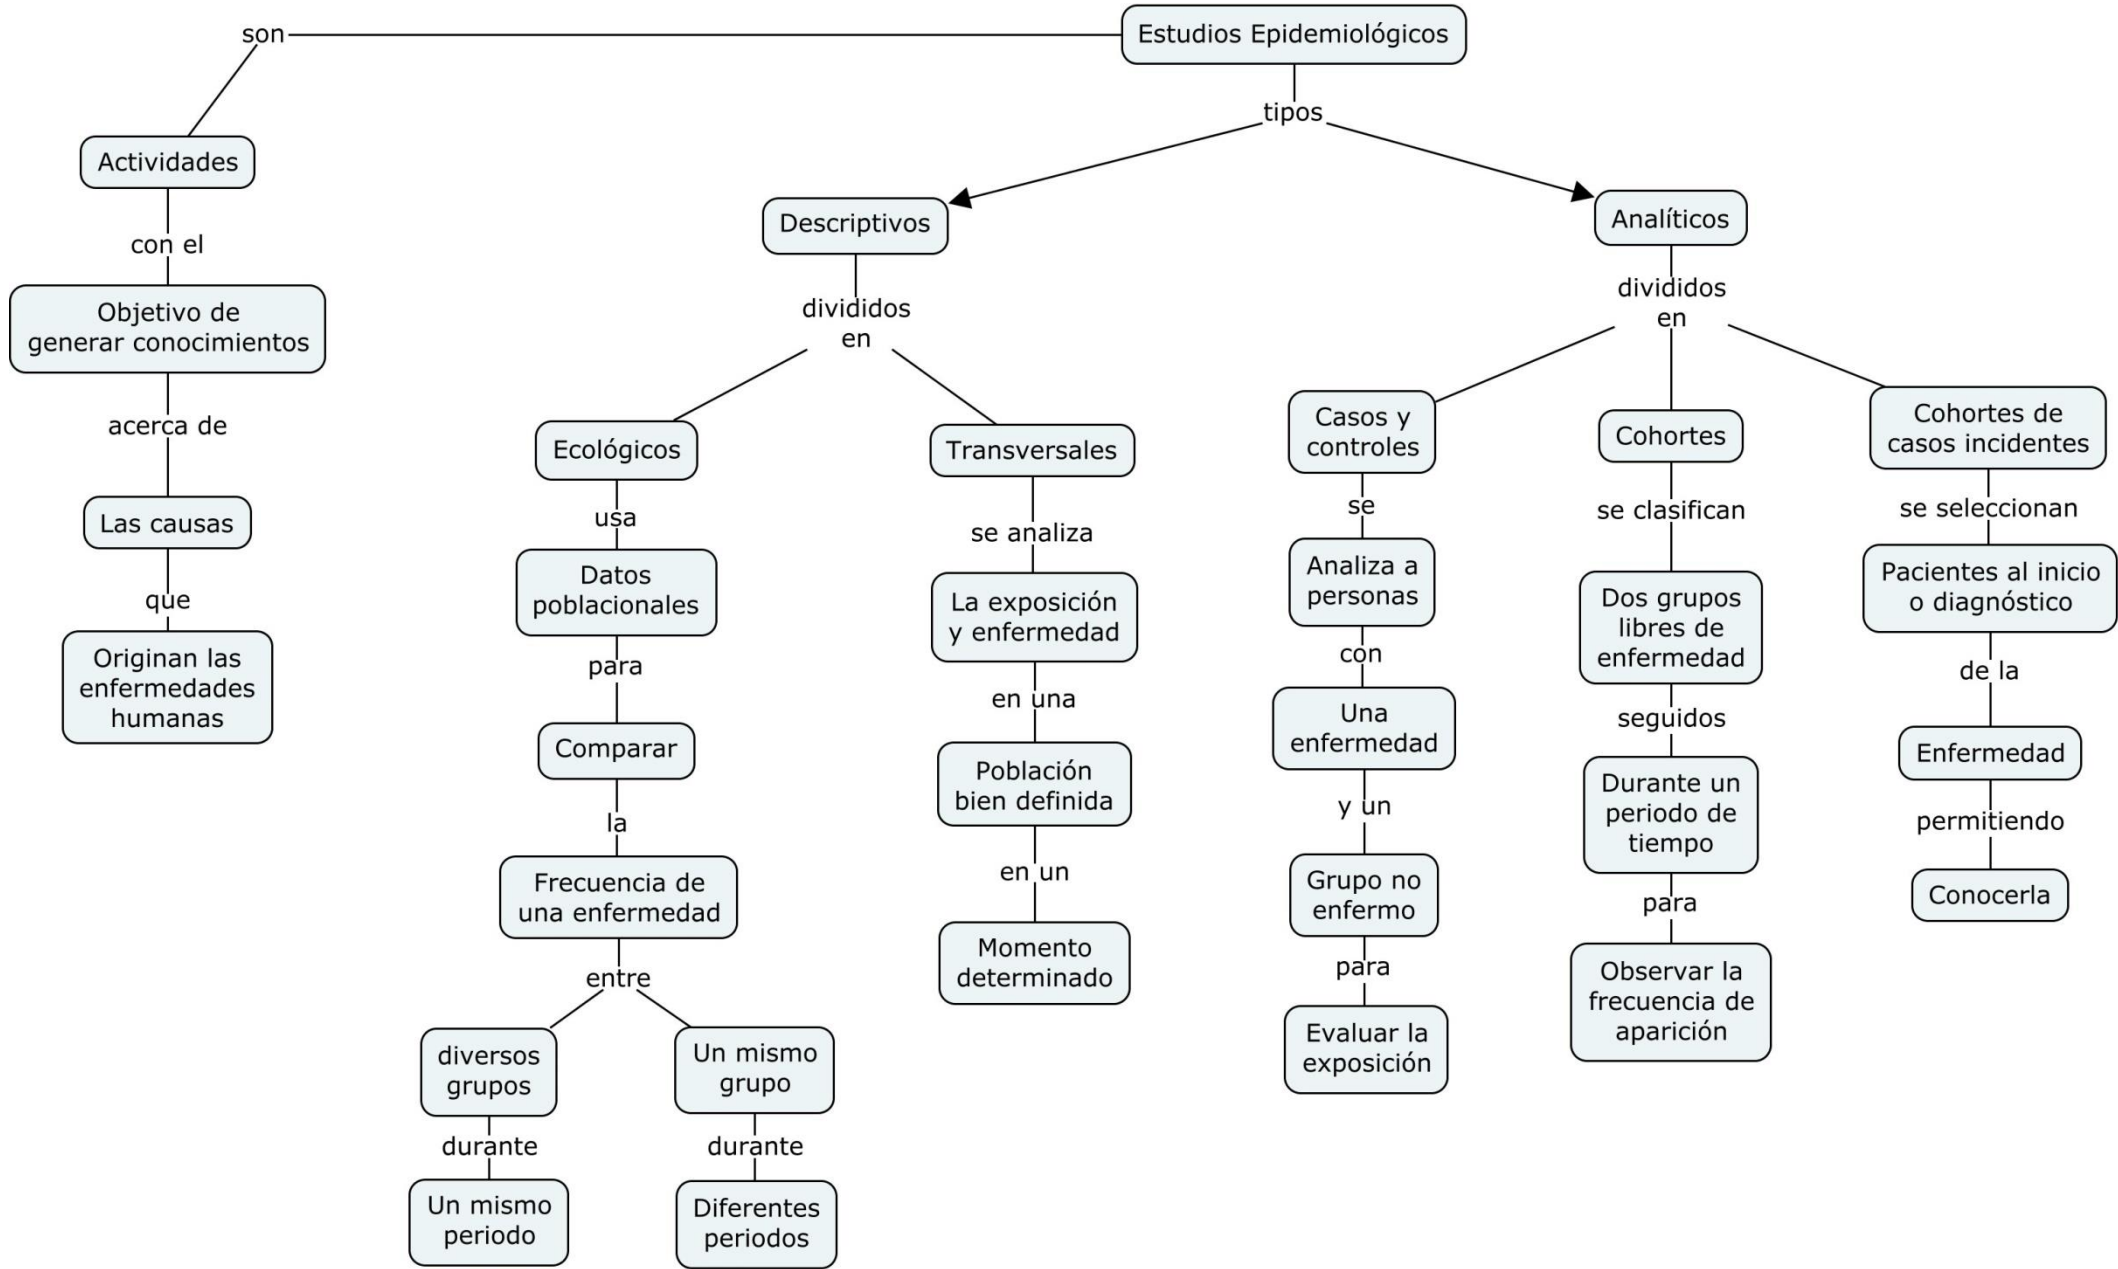 Estudios Epidemiológicos
son
Actividades
con el
Objetivo de
generar conocimientos
acerca de
Las causas
que
Originan las
enfermedades
humanas
tipos
Descriptivos
divididos
en
Ecológicos
usa
Datos
poblacionales
para
Comparar
la
Frecuencia de
una enfermedad
entre
diversos
grupos
durante
Un mismo
periodo
Un mismo
grupo
durante
Diferentes
periodos
Transversales
se analiza
La exposición
y enfermedad
en una
Población
bien definida
en un
Momento
determinado
Analíticos
divididos
en
Casos y
controles
se
Analiza a
personas
con
Una
enfermedad
y un
Grupo no
enfermo
para
Evaluar la
exposición
Cohortes
se clasifican
Dos grupos
libres de
enfermedad
seguidos
Durante un
periodo de
tiempo
para
Observar la
frecuencia de
aparición
Cohortes de
casos incidentes
se seleccionan
Pacientes al inicio
o diagnóstico
de la
Enfermedad
permitiendo
Conocerla